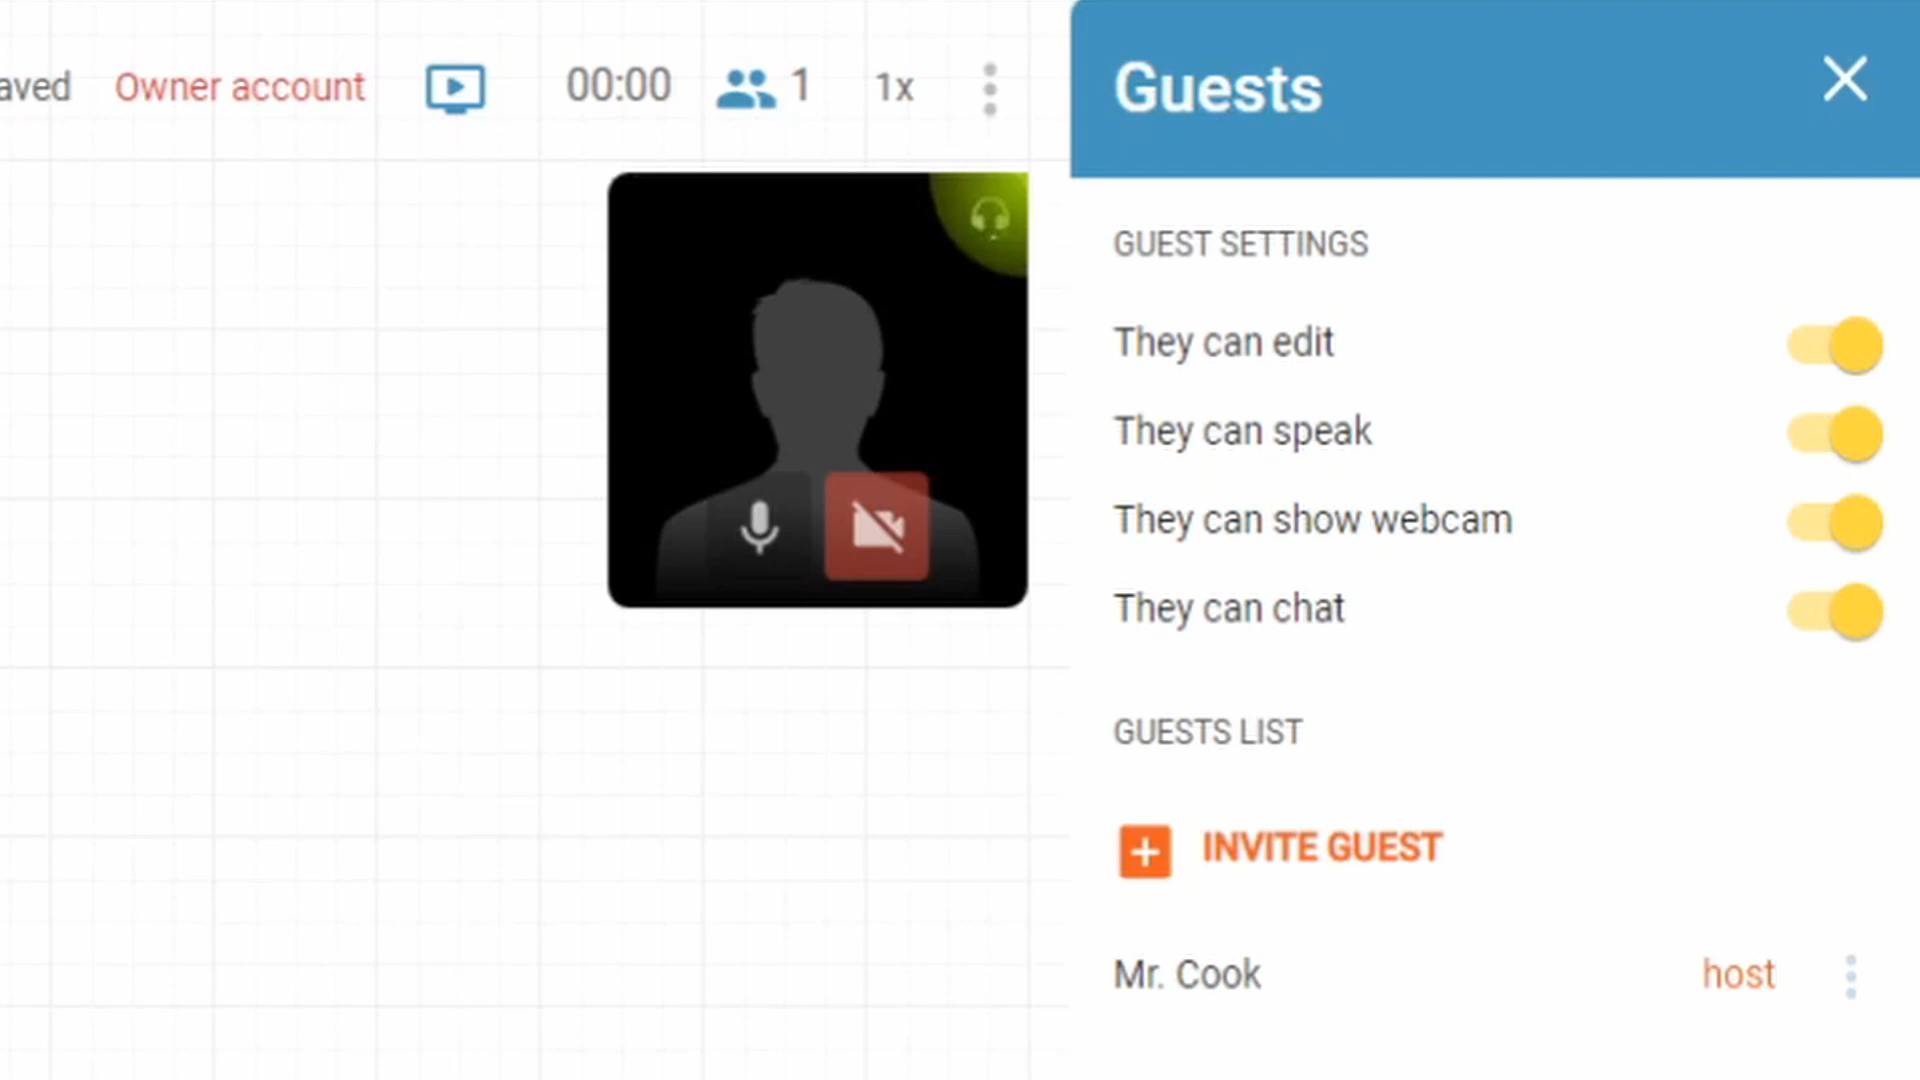 aved Owner account 00:00 1 1x
Guests
GUEST SETTINGS
They can edit
They can speak
They can show webcam
They can chat
GUESTS LIST
INVITE GUEST
Mr. Cook host